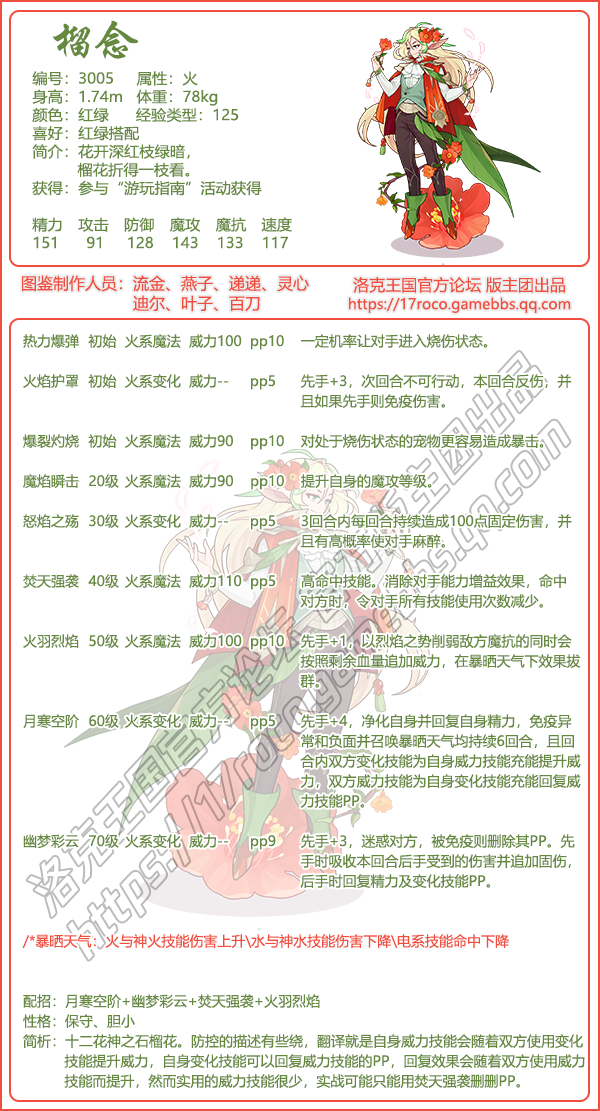 榴念
编号：3005 属性：火
身高：1.74m 体重：78kg
颜色：红绿 经验类型：125
喜好：红绿搭配
简介：花开深红枝绿暗，
榴花折得一枝看。
获得：参与“游玩指南”活动获得
精力 攻击 防御 魔攻 魔抗 速度
151 91 128 143 133 117
图鉴制作人员：流金、燕子、递递、灵心
迪尔、叶子、百刀
洛克王国官方论坛 版主团出品
https://17roco.gamebbs.qq.com
热力爆弹 初始 火系魔法 威力100 pp10 一定机率让对手进入烧伤状态。
火焰护罩 初始 火系变化 威力-- pp5 先手+3，次回合不可行动，本回合反伤，并
且如果先手则免疫伤害。
爆裂灼烧 初始 火系魔法 威力90 pp10 对处于烧伤状态的宠物更容易造成暴击。
魔焰瞬击 20级 火系魔法 威力90 pp10 提升自身的魔攻等级。
怒焰之殇 30级 火系变化 威力-- pp5 3回合内每回合持续造成100点固定伤害，并
且有高概率使对手麻醉。
焚天强袭 40级 火系魔法 威力110 pp5 高命中技能。消除对手能力增益效果，命中
对方时，令对手所有技能使用次数减少。
火羽烈焰 50级 火系魔法 威力100 pp10 先手+1，以烈焰之势削弱敌方魔抗的同时会
按照剩余血量追加威力，在暴晒天气下效果拔
群。
月寒空阶 60级 火系变化 威力-- pp5 先手+4，净化自身并回复自身精力，免疫异
常和负面并召唤暴晒天气均持续6回合，且回
合内双方变化技能为自身威力技能充能提升威
力，双方威力技能为自身变化技能充能回复威
力技能PP。
幽梦彩云 70级 火系变化 威力-- pp9 先手+3，迷惑对方，被免疫则删除其PP。先
手时吸收本回合后手受到的伤害并追加固伤，
后手时回复精力及变化技能PP。
/*暴晒天气：火与神火技能伤害上升\水与神水技能伤害下降\电系技能命中下降
配招：月寒空阶+幽梦彩云+焚天强袭+火羽烈焰
性格：保守、胆小
简析：十二花神之石榴花。防控的描述有些绕，翻译就是自身威力技能会随着双方使用变化
技能提升威力，自身变化技能可以回复威力技能的PP，回复效果会随着双方使用威力
技能而提升，然而实用的威力技能很少，实战可能只能用焚天强袭删删PP。
洛克王国官方论坛 版主团出品
https://17roco.gamebbs.qq.com